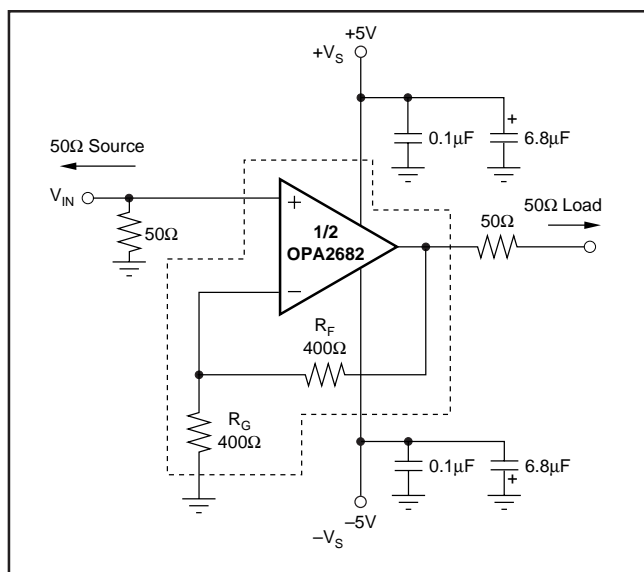 +5V
+V_S
+
0.1µF
6.8µF
50Ω Source
V_IN
50Ω
+
1/2
OPA2682
−
50Ω
50Ω Load
R_F
400Ω
R_G
400Ω
0.1µF
6.8µF
+
−5V
−V_S